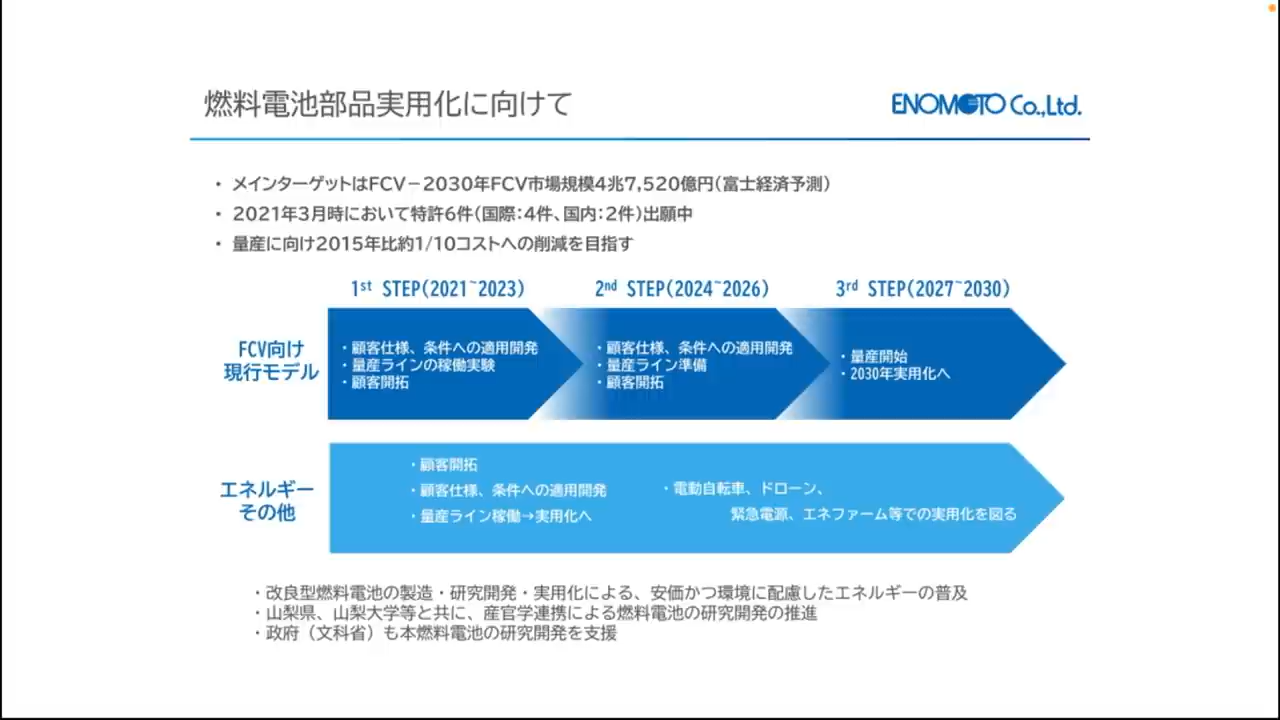 燃料電池部品実用化に向けて
ENOMOTO Co.,Ltd.
・ メインターゲットはFCV－2030年FCV市場規模4兆7,520億円(富士経済予測)
・ 2021年3月時において特許6件(国際：4件、国内：2件)出願中
・ 量産に向け2015年比約1/10コストへの削減を目指す
1st STEP(2021~2023)
2nd STEP(2024~2026)
3rd STEP(2027~2030)
FCV向け
現行モデル
・顧客仕様、条件への適用開発
・量産ラインの稼働実験
・顧客開拓
・顧客仕様、条件への適用開発
・量産ライン準備
・顧客開拓
・量産開始
・2030年実用化へ
エネルギー
その他
・顧客開拓
・顧客仕様、条件への適用開発
・量産ライン稼働→実用化へ
・電動自転車、ドローン、
緊急電源、エネファーム等での実用化を図る
・改良型燃料電池の製造・研究開発・実用化による、安価かつ環境に配慮したエネルギーの普及
・山梨県、山梨大学等と共に、産官学連携による燃料電池の研究開発の推進
・政府（文科省）も本燃料電池の研究開発を支援